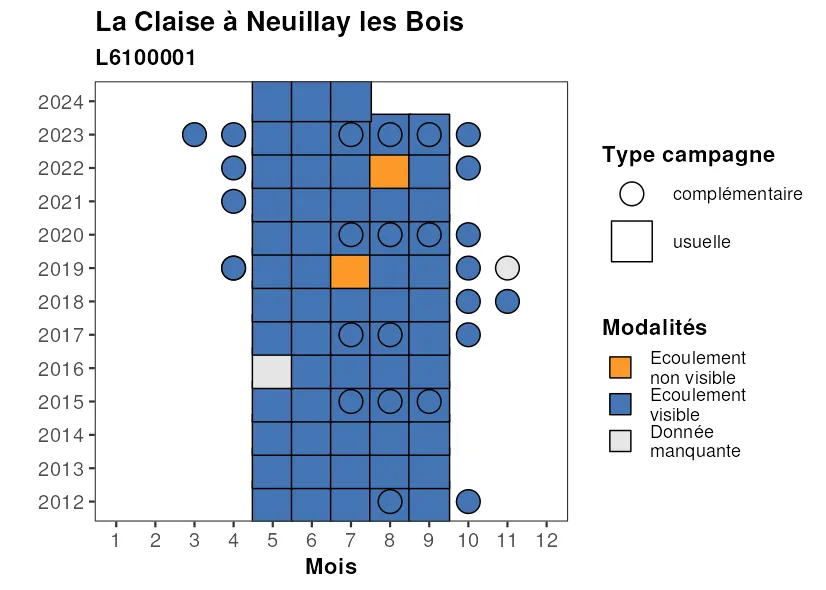 La Claise à Neuillay les Bois
L6100001
2024
2023
2022
2021
2020
2019
2018
2017
2016
2015
2014
2013
2012
1 2 3 4 5 6 7 8 9 10 11 12
Mois
Type campagne
complémentaire
usuelle
Modalités
Ecoulement
non visible
Ecoulement
visible
Donnée
manquante